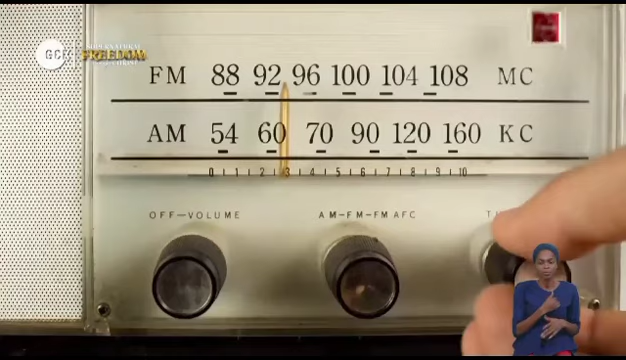 GCK
FREEDOM
FM 88 92 96 100 104 108 MC
AM 54 60 70 90 120 160 KC
0 1 2 3 4 5 6 7 8 9 10
OFF-VOLUME AM-FM-FM AFC